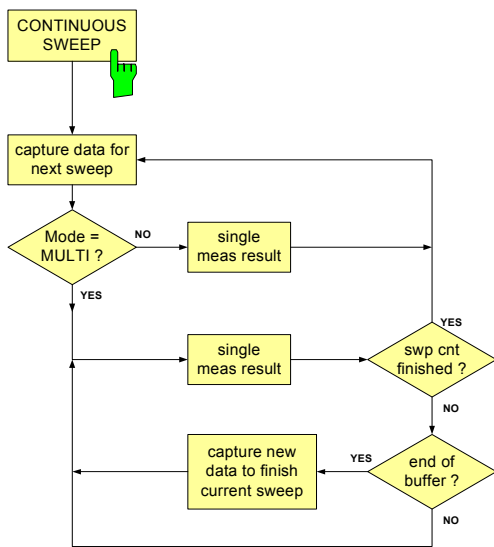 CONTINUOUS
SWEEP
capture data for
next sweep
Mode =
MULTI ?
NO
single
meas result
YES
single
meas result
YES
swp cnt
finished ?
NO
capture new
data to finish
current sweep
YES
end of
buffer ?
NO